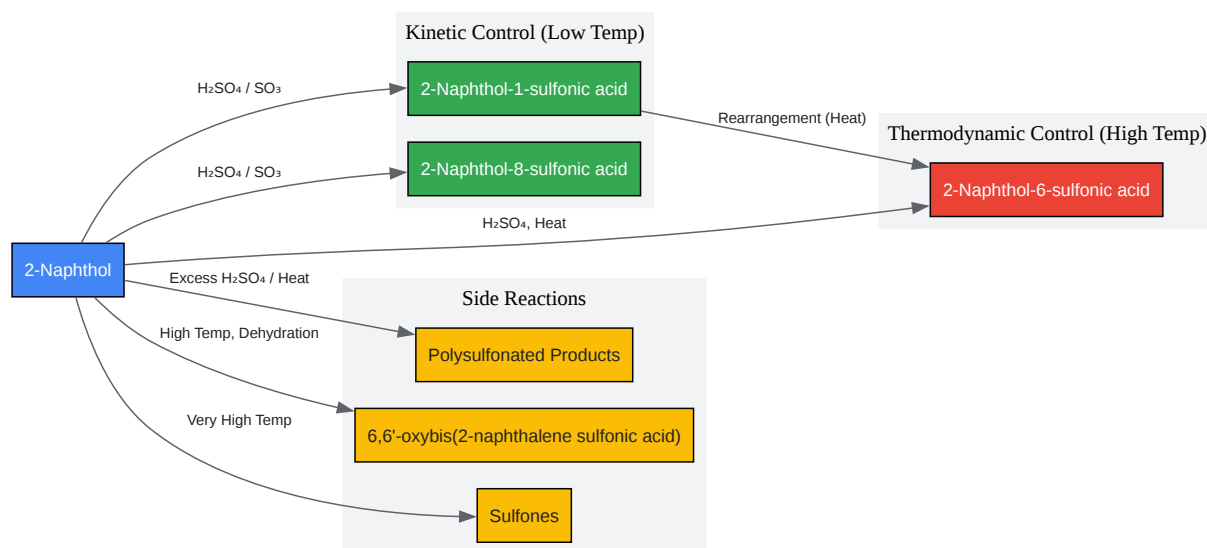 Kinetic Control (Low Temp)
H₂SO₄ / SO₃
2-Naphthol-1-sulfonic acid
Rearrangement (Heat)
Thermodynamic Control (High Temp)
H₂SO₄ / SO₃
2-Naphthol-8-sulfonic acid
2-Naphthol-6-sulfonic acid
H₂SO₄, Heat
2-Naphthol
Excess H₂SO₄ / Heat
Side Reactions
High Temp, Dehydration
Polysulfonated Products
Very High Temp
6,6'-oxybis(2-naphthalene sulfonic acid)
Sulfones